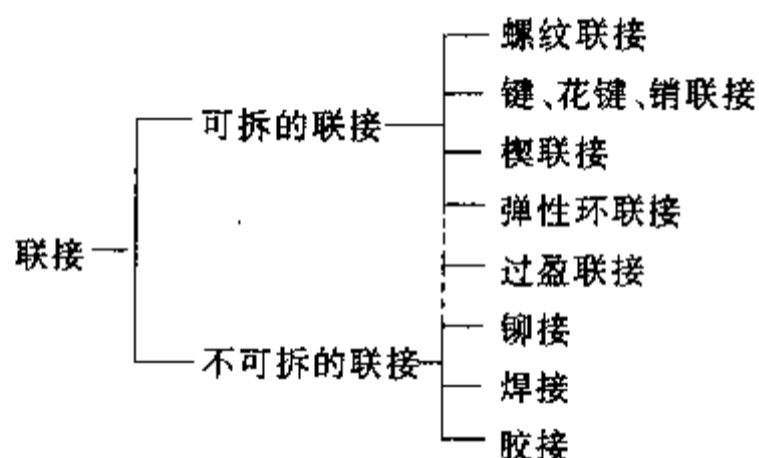 螺纹联接
键、花键、销联接
可拆的联接
楔联接
弹性环联接
联接
过盈联接
铆接
不可拆的联接
焊接
胶接